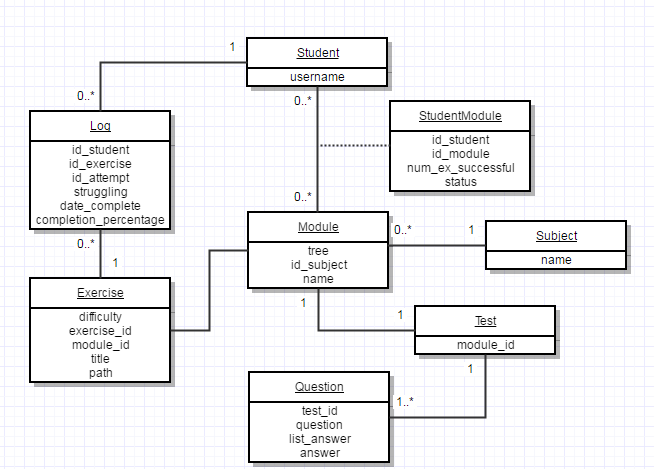 1
Student
username
0..*
0..*
StudentModule
id_student
id_module
num_ex_successful
status
Log
id_student
id_exercise
id_attempt
struggling
date_complete
completion_percentage
0..*
Module
tree
id_subject
name
0..*
1
Subject
name
0..*
1
Exercise
difficulty
exercise_id
module_id
title
path
1
1
Test
module_id
1
Question
test_id
question
list_answer
answer
1..*